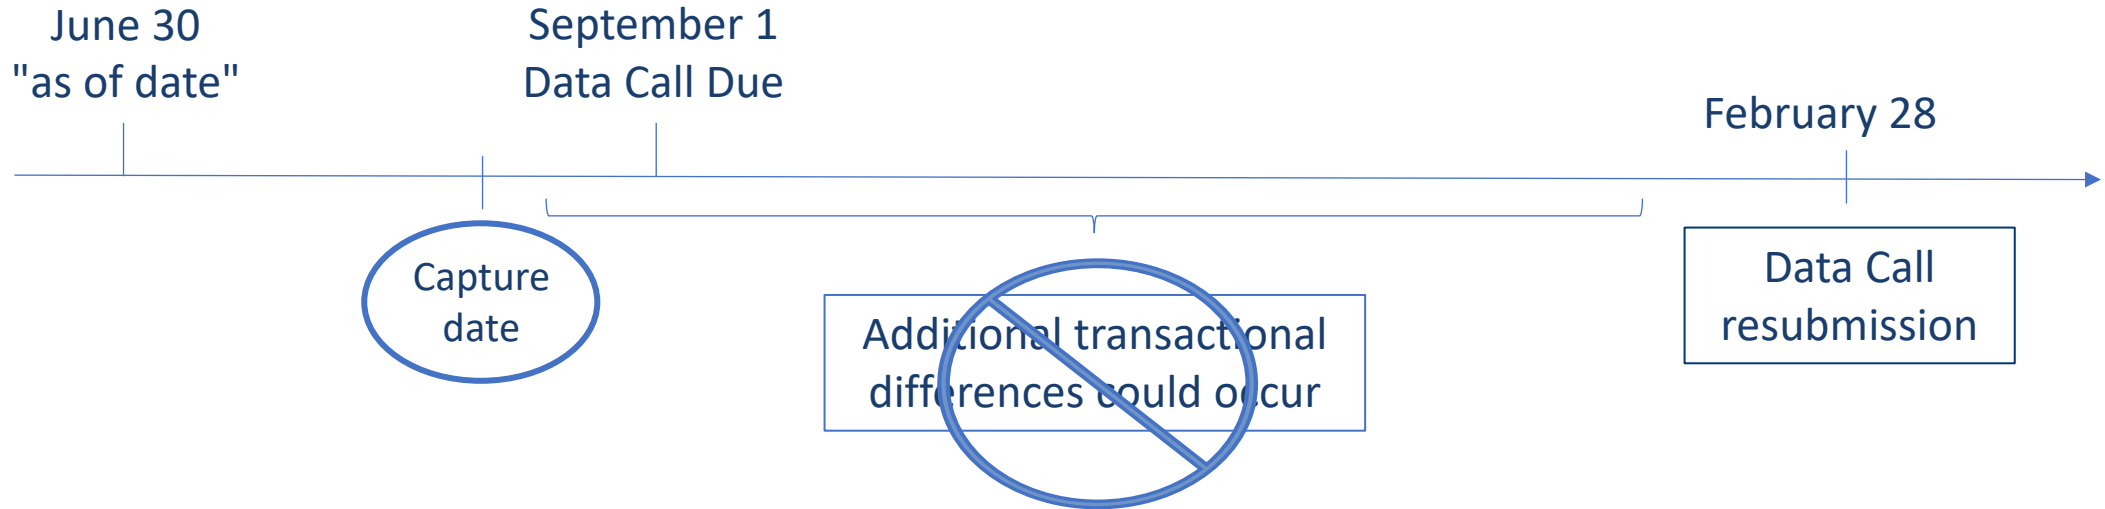 June 30
"as of date"
September 1
Data Call Due
February 28
Capture
date
Additional transactional
differences could occur
Data Call
resubmission